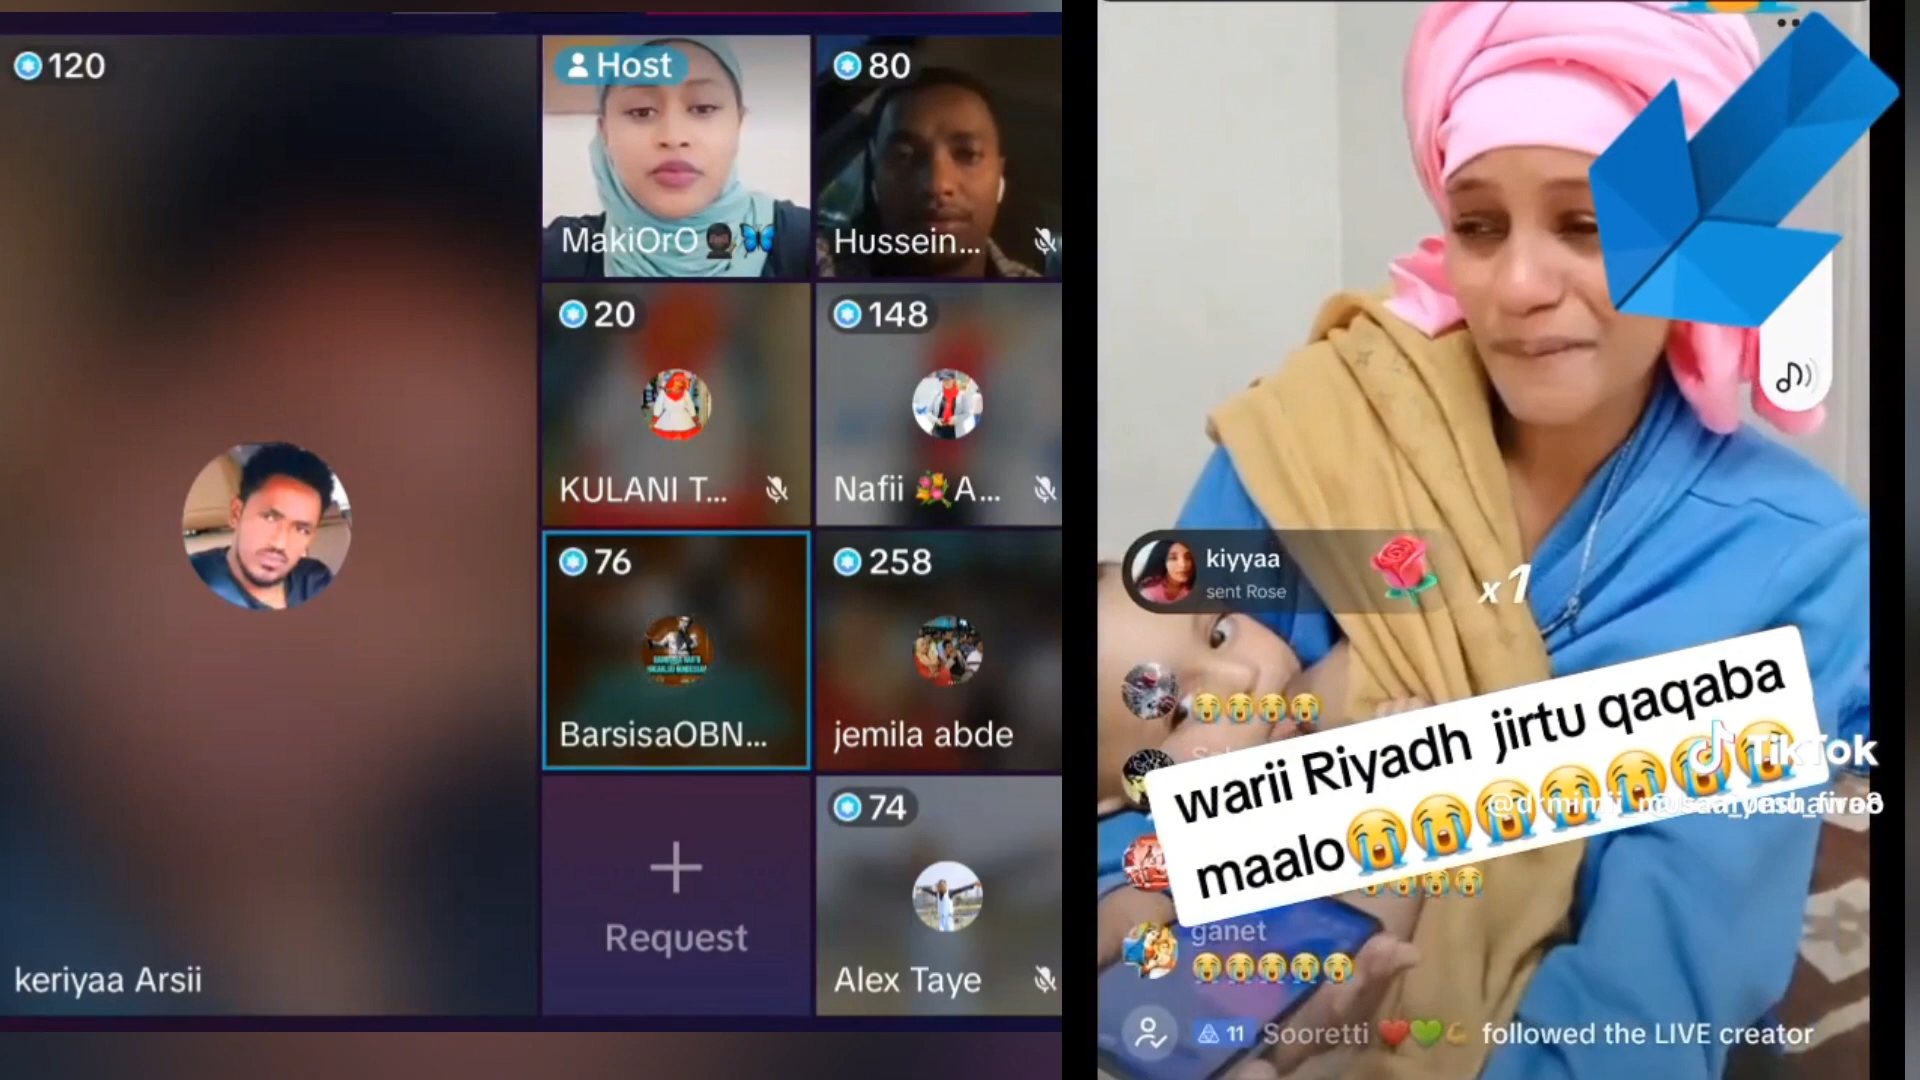 120
Host
MakiOrO
80
Hussein...
20
KULANI T...
148
Nafii 💐A...
76
BarsisaOBN...
258
jemila abde
Request
74
Alex Taye
keriyaa Arsii
kiyyaa
sent Rose
x1
😭😭😭😭
warii Riyadh jirtu qaqaba
maalo😭😭😭😭😭😭😭
TikTok
😭😭😭😭
ganet
😭😭😭😭😭
11 Sooretti ❤️💚💪 followed the LIVE creator